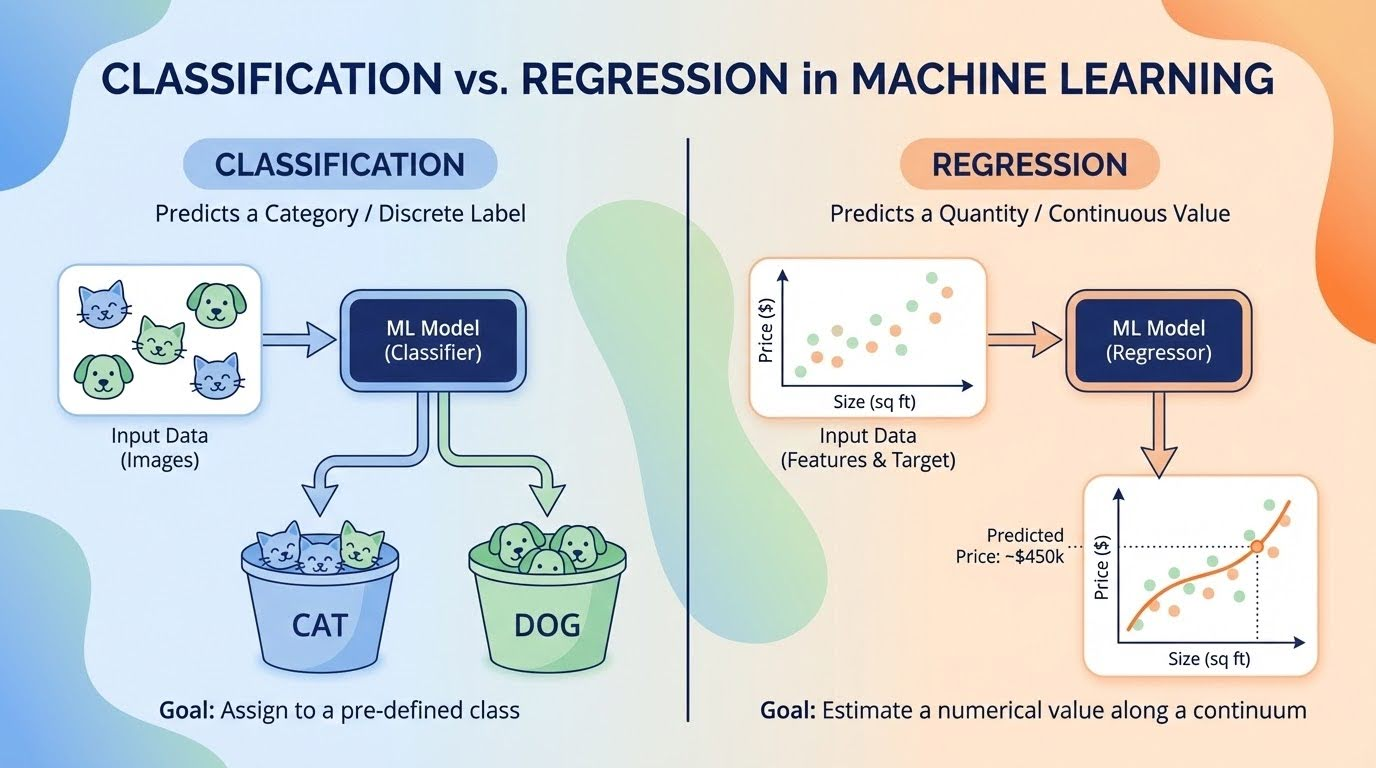 CLASSIFICATION vs. REGRESSION in MACHINE LEARNING
CLASSIFICATION
Predicts a Category / Discrete Label
ML Model
(Classifier)
Input Data
(Images)
CAT
DOG
Goal: Assign to a pre-defined class
REGRESSION
Predicts a Quantity / Continuous Value
Price ($)
Size (sq ft)
Input Data
(Features & Target)
ML Model
(Regressor)
Predicted
Price: ~$450k
Price ($)
Size (sq ft)
Goal: Estimate a numerical value along a continuum